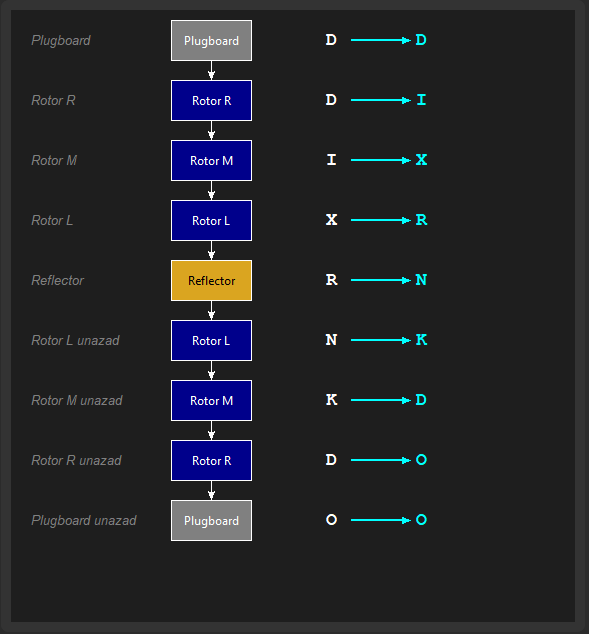 Plugboard Plugboard D D
Rotor R Rotor R D I
Rotor M Rotor M I X
Rotor L Rotor L X R
Reflector Reflector R N
Rotor L unazad Rotor L N K
Rotor M unazad Rotor M K D
Rotor R unazad Rotor R D O
Plugboard unazad Plugboard O O